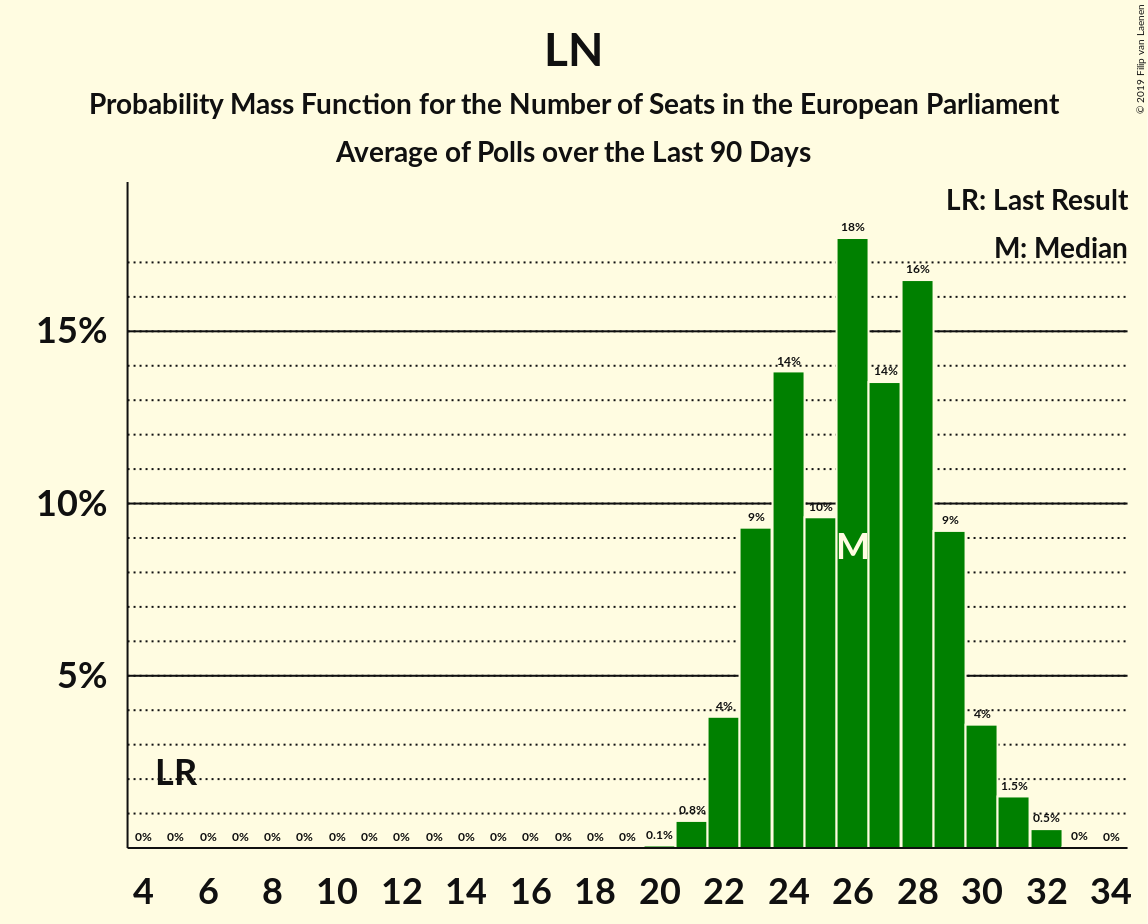 © 2019 Filip van Laenen
LN
Probability Mass Function for the Number of Seats in the European Parliament
Average of Polls over the Last 90 Days
LR: Last Result
M: Median
15%
10%
5%
18%
16%
14%
14%
10%
9%
9%
M
4%
4%
LR
0% 0% 0% 0% 0% 0% 0% 0% 0% 0% 0% 0% 0% 0% 0% 0% 0.1% 0.8% 1.5% 0.5% 0% 0%
4 6 8 10 12 14 16 18 20 22 24 26 28 30 32 34